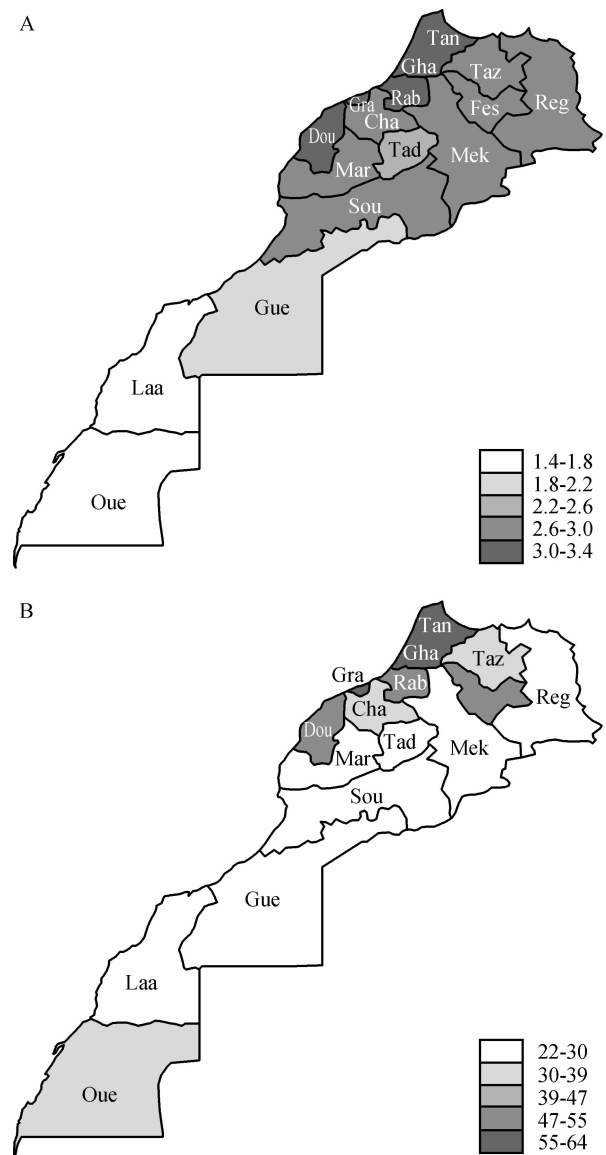 A
Tan
Gha
Taz
Rab
Gra
Cha
Fes
Reg
Dou
Tad
Mar
Mek
Sou
Gue
Laa
Oue
1.4-1.8
1.8-2.2
2.2-2.6
2.6-3.0
3.0-3.4
B
Tan
Gha
Taz
Gra
Rab
Reg
Cha
Dou
Tad
Mar
Mek
Sou
Gue
Laa
Oue
22-30
30-39
39-47
47-55
55-64